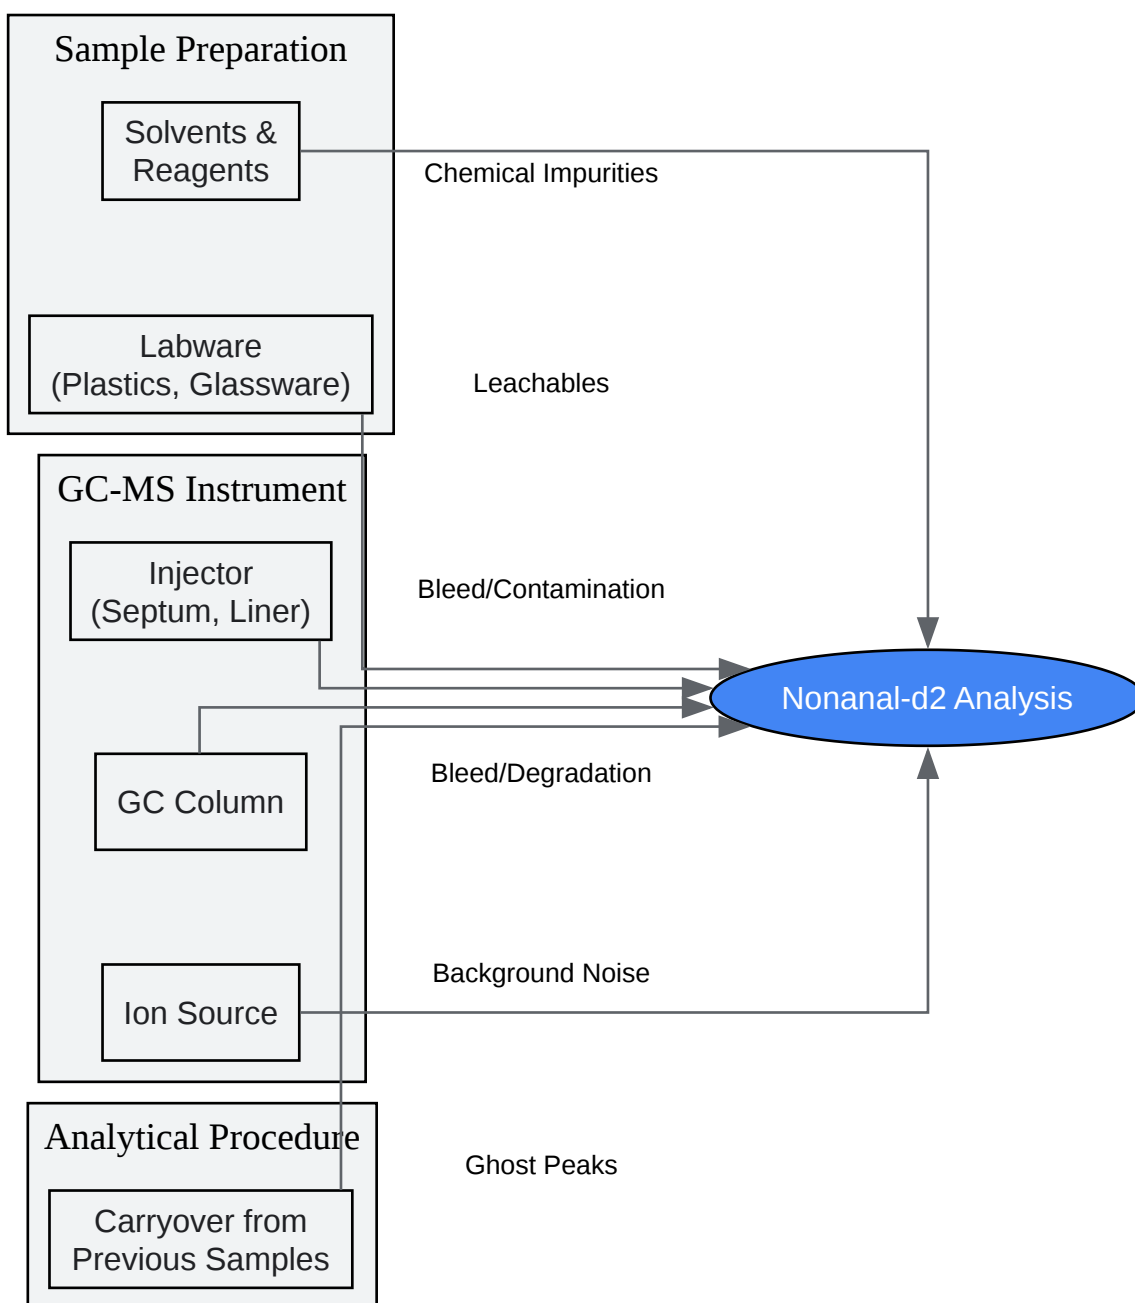 Sample Preparation
Solvents &
Reagents
Chemical Impurities
Labware
(Plastics, Glassware)
Leachables
GC-MS Instrument
Injector
(Septum, Liner)
Bleed/Contamination
Nonanal-d2 Analysis
GC Column
Bleed/Degradation
Ion Source
Background Noise
Analytical Procedure
Ghost Peaks
Carryover from
Previous Samples